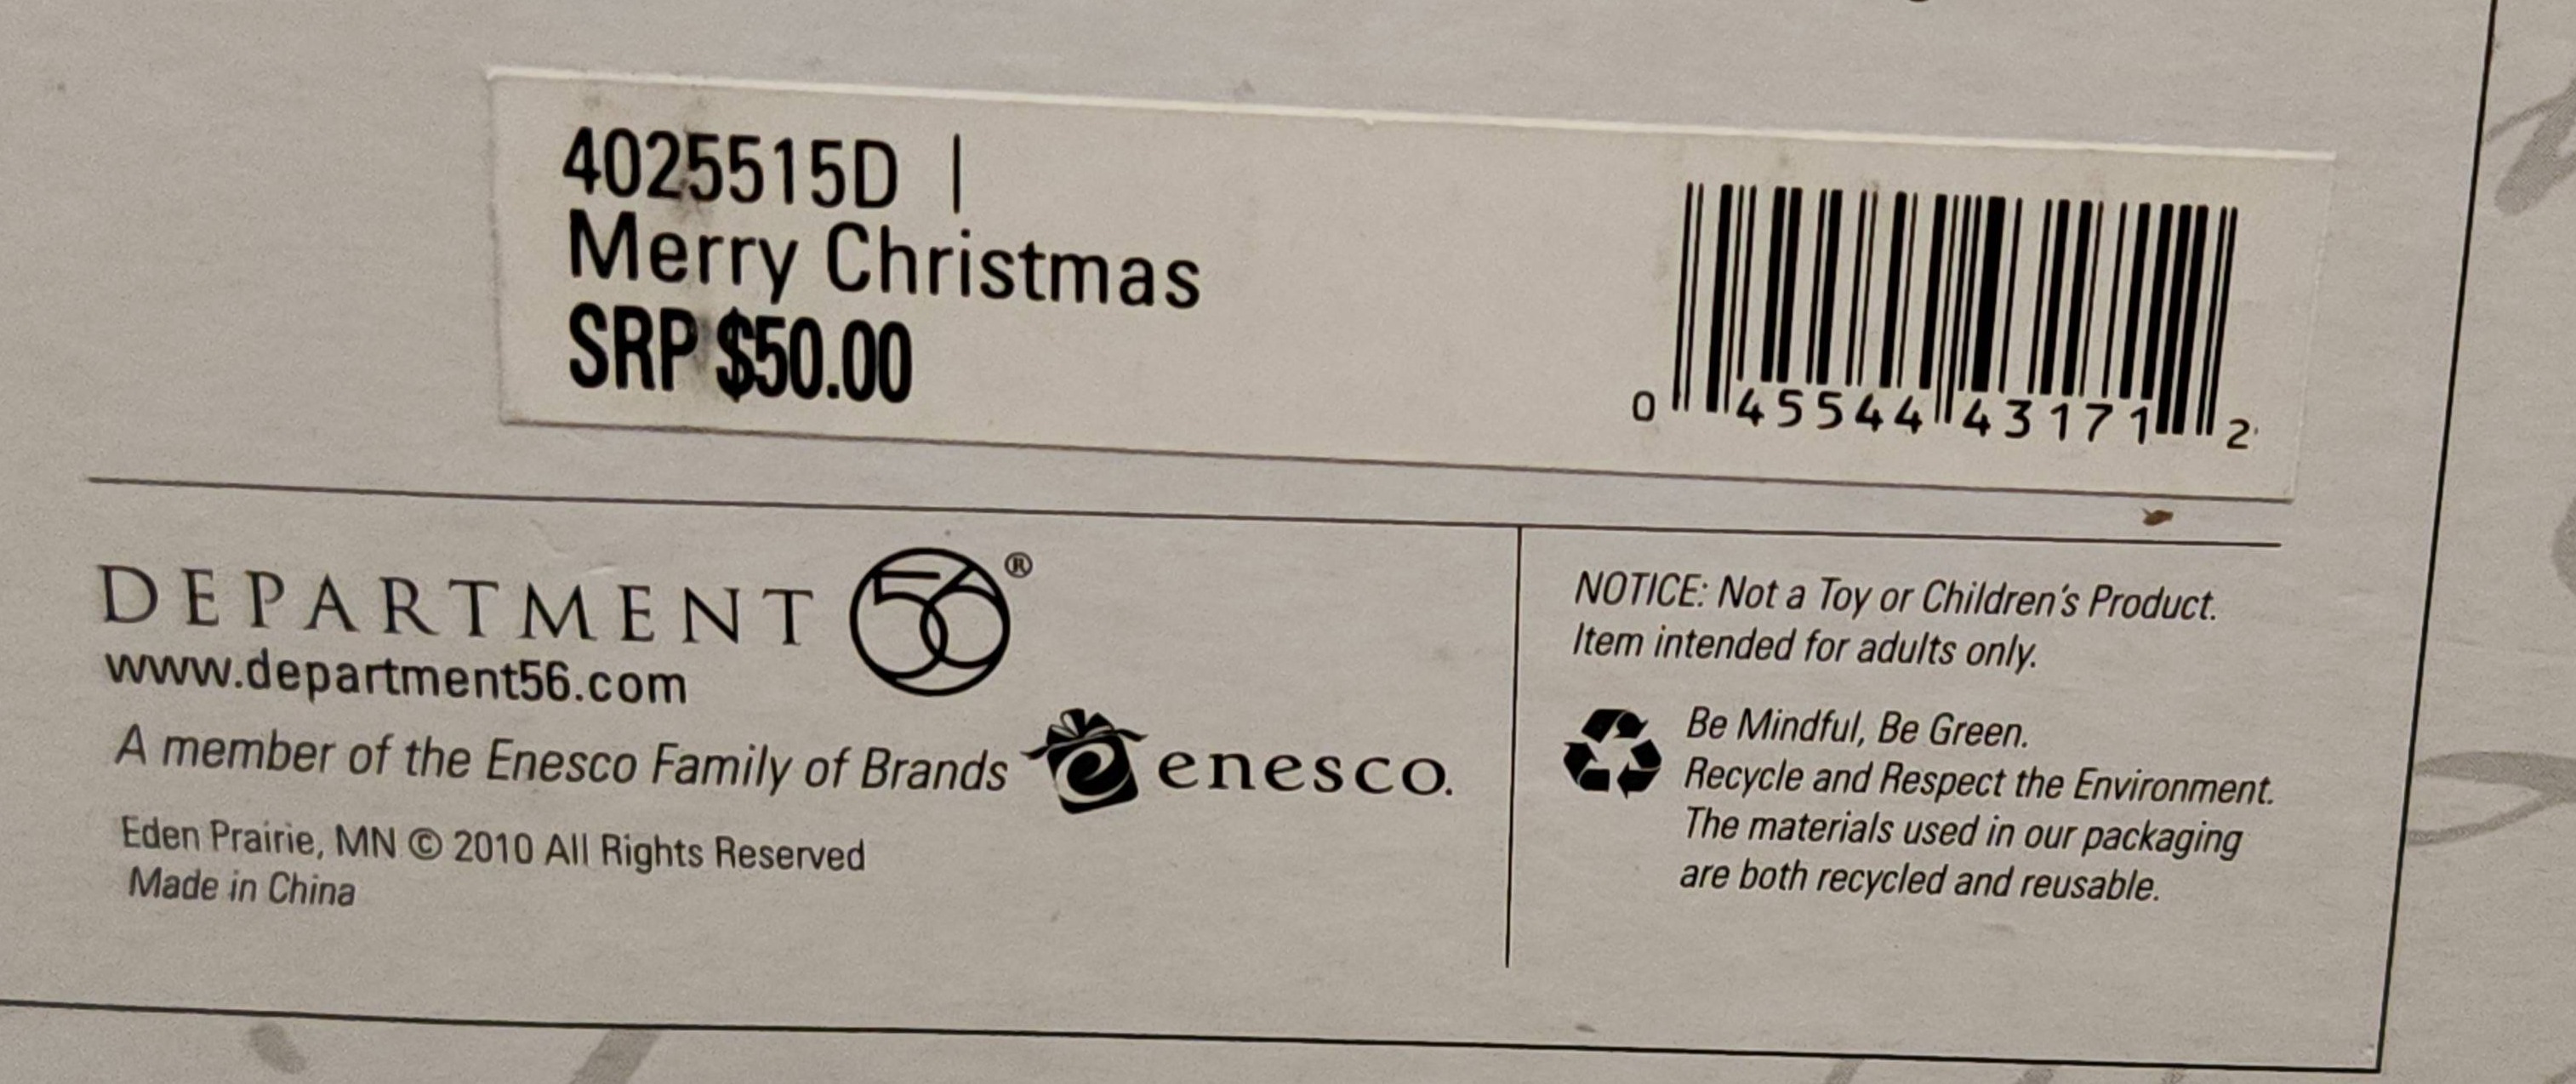 4025515D |
Merry Christmas
SRP $50.00
0 45544 43171 2
DEPARTMENT 56®
www.department56.com
A member of the Enesco Family of Brands enesco.
Eden Prairie, MN © 2010 All Rights Reserved
Made in China
NOTICE: Not a Toy or Children's Product.
Item intended for adults only.
Be Mindful, Be Green.
Recycle and Respect the Environment.
The materials used in our packaging
are both recycled and reusable.